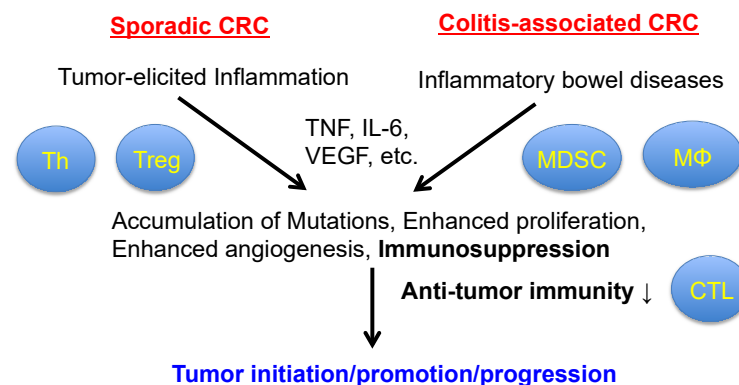 Sporadic CRC
Colitis-associated CRC
Tumor-elicited Inflammation
Inflammatory bowel diseases
TNF, IL-6,
VEGF, etc.
Th
Treg
MDSC
MΦ
Accumulation of Mutations, Enhanced proliferation,
Enhanced angiogenesis, Immunosuppression
Anti-tumor immunity ↓
CTL
Tumor initiation/promotion/progression